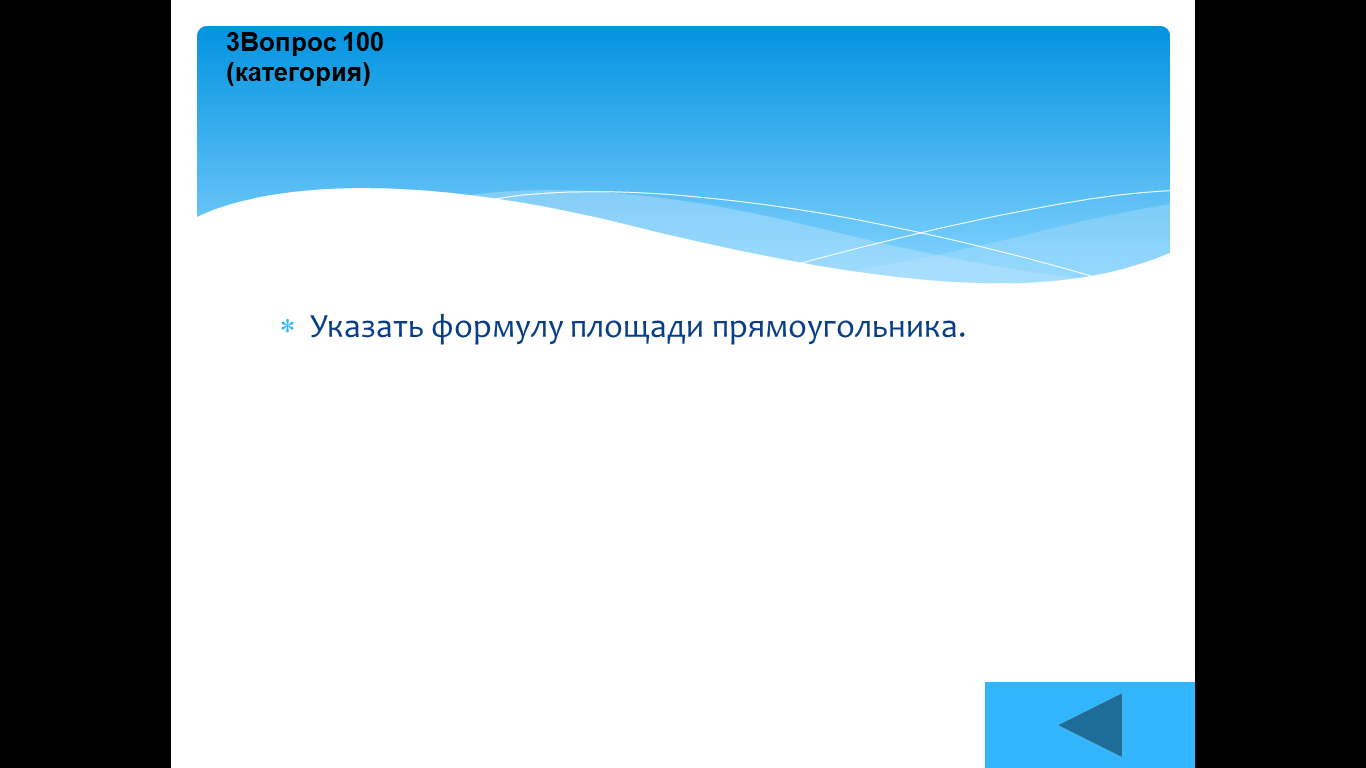 3Вопрос 100
(категория)
* Указать формулу площади прямоугольника.